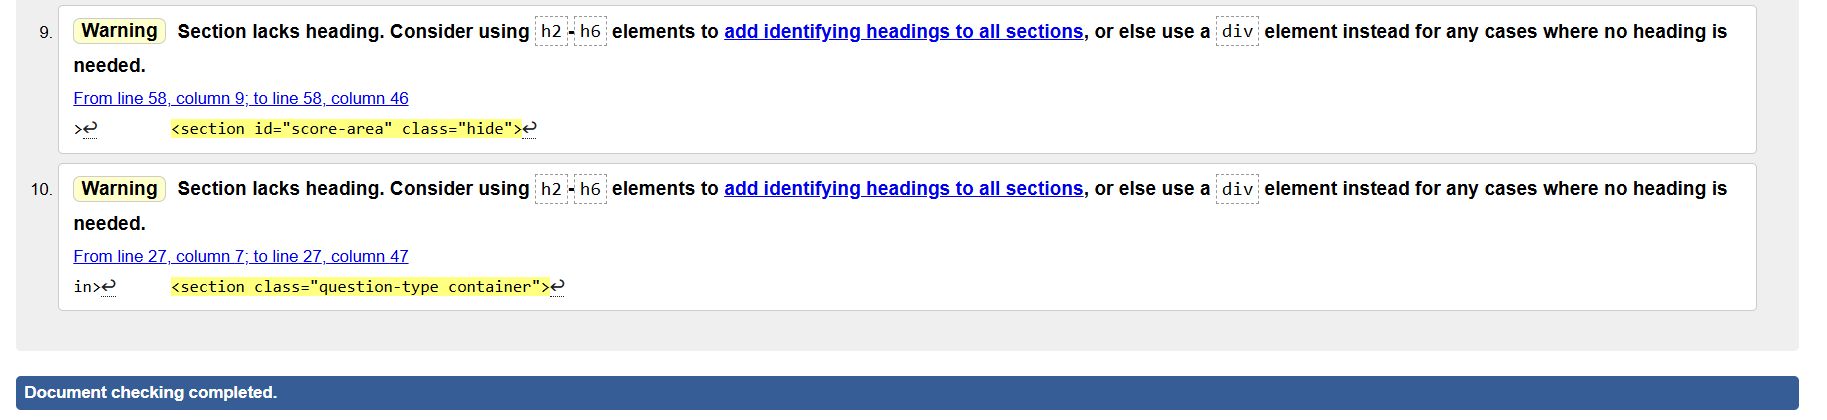 9. Warning Section lacks heading. Consider using h2-h6 elements to add identifying headings to all sections, or else use a div element instead for any cases where no heading is
needed.
From line 58, column 9; to line 58, column 46
>↩ <section id="score-area" class="hide">↩
10. Warning Section lacks heading. Consider using h2-h6 elements to add identifying headings to all sections, or else use a div element instead for any cases where no heading is
needed.
From line 27, column 7; to line 27, column 47
in>↩ <section class="question-type container">↩
Document checking completed.